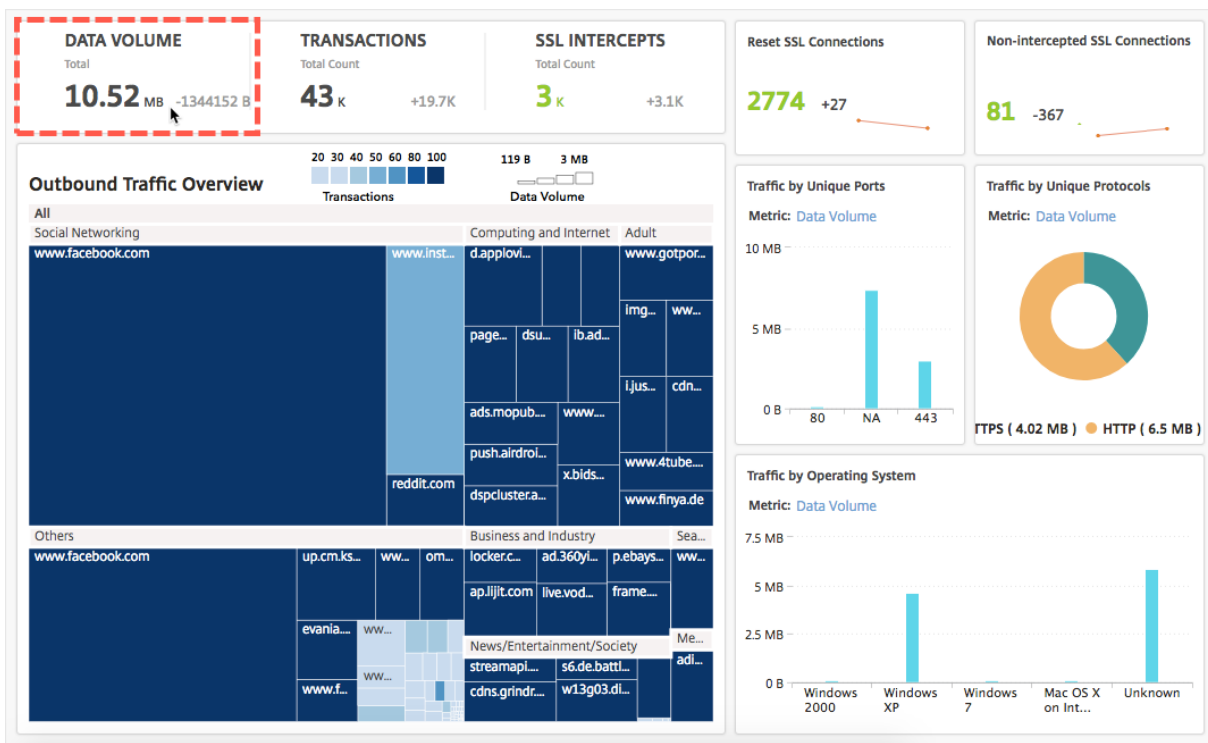 DATA VOLUME
Total
10.52 MB -1344152 B
TRANSACTIONS
Total Count
43 K +19.7K
SSL INTERCEPTS
Total Count
3 K +3.1K
Reset SSL Connections
2774 +27
Non-intercepted SSL Connections
81 -367
Outbound Traffic Overview
20 30 40 50 60 80 100
Transactions
119 B 3 MB
Data Volume
All
Social Networking
www.facebook.com
www.inst...
reddit.com
Computing and Internet
d.applovi...
page... dsu... ib.ad...
ads.mopub.... www....
push.airdroi...
x.bids...
dspcluster.a...
Adult
www.gotpor...
img... ww...
i.jus... cdn...
www.4tube....
www.finya.de
Others
www.facebook.com
up.cm.ks... ww... om...
evania.... ww...
ww...
www.f...
Business and Industry
locker.c... ad.360yi... p.ebays...
ap.lijit.com live.vod... frame....
Sea...
ww...
News/Entertainment/Society
streamapi.... s6.de.battl...
cdns.grindr.... w13g03.di...
Me...
adi...
Traffic by Unique Ports
Metric: Data Volume
10 MB
5 MB
0 B
80 NA 443
Traffic by Unique Protocols
Metric: Data Volume
TTPS ( 4.02 MB ) HTTP ( 6.5 MB )
Traffic by Operating System
Metric: Data Volume
7.5 MB
5 MB
2.5 MB
0 B
Windows 2000
Windows XP
Windows 7
Mac OS X on Int...
Unknown